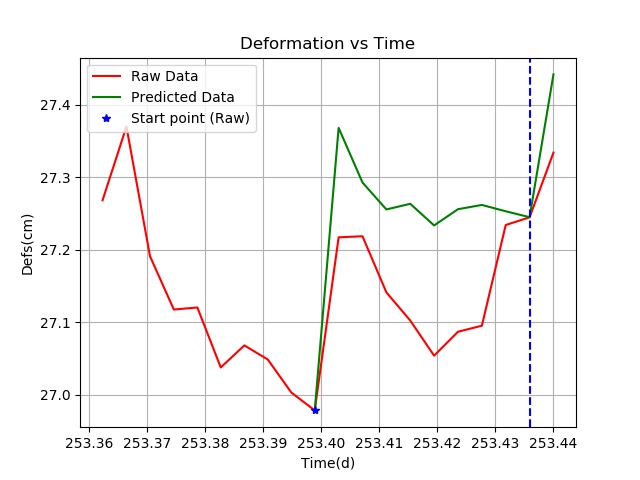 Deformation vs Time
Raw Data
Predicted Data
Start point (Raw)
27.4
27.3
27.2
27.1
27.0
Defs(cm)
253.36 253.37 253.38 253.39 253.40 253.41 253.42 253.43 253.44
Time(d)